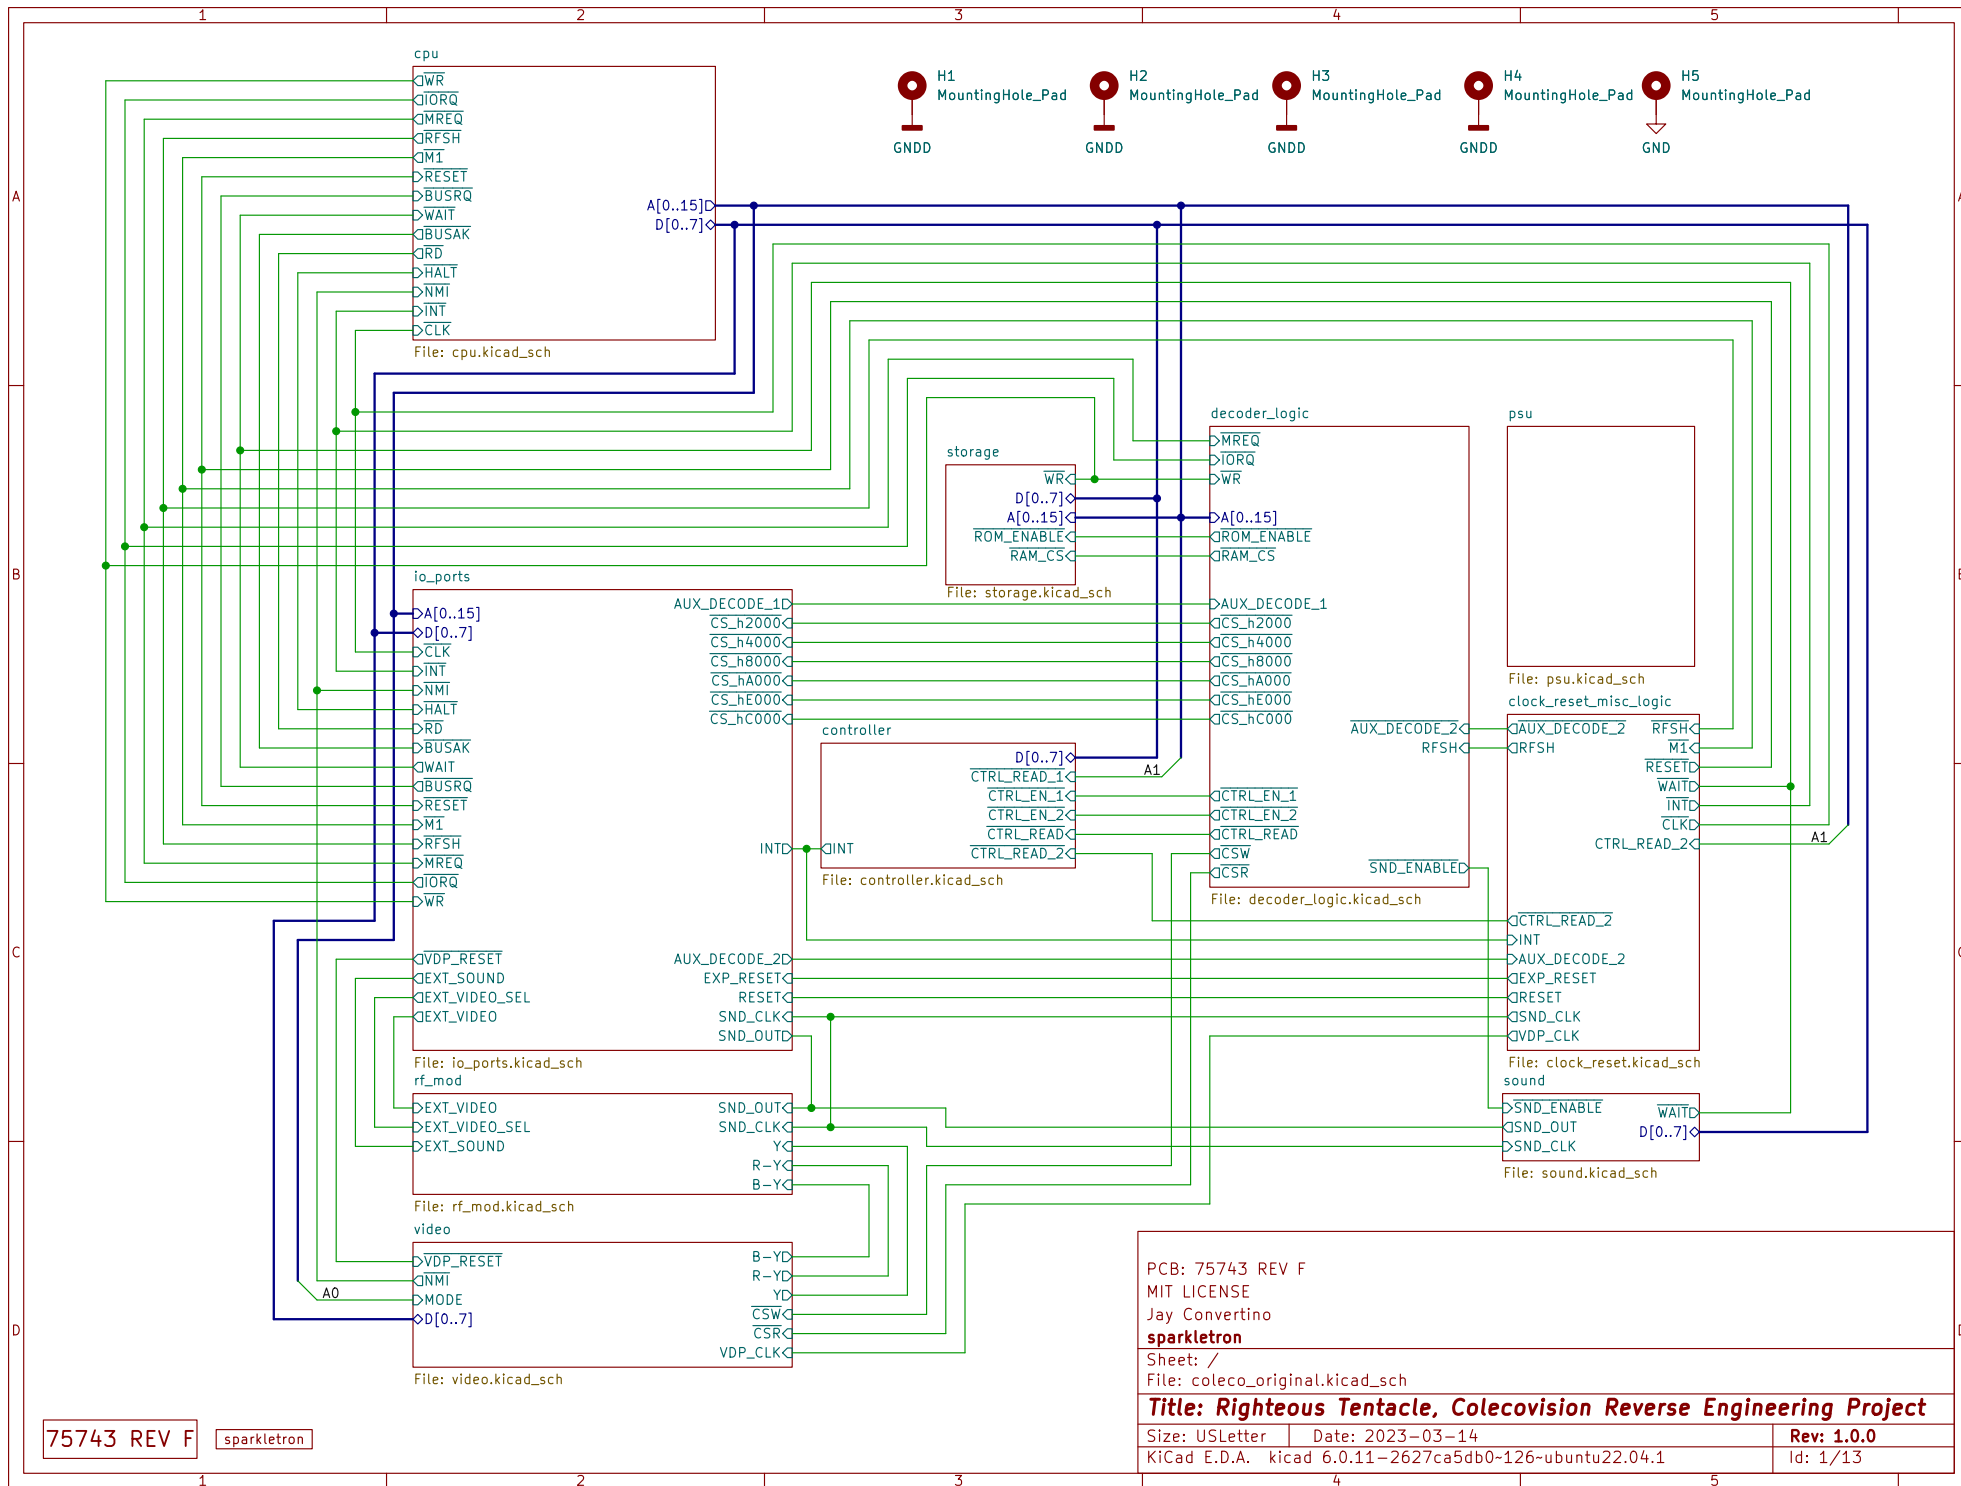 1 2 3 4 5
cpu
WR
IORQ
MREQ
RFSH
M1
RESET
BUSRQ
WAIT
BUSAK
RD
HALT
NMI
INT
CLK
A[0..15]
D[0..7]
File: cpu.kicad_sch
H1
MountingHole_Pad
GNDD
H2
MountingHole_Pad
GNDD
H3
MountingHole_Pad
GNDD
H4
MountingHole_Pad
GNDD
H5
MountingHole_Pad
GND
A
B
C
D
storage
WR
D[0..7]
A[0..15]
ROM_ENABLE
RAM_CS
File: storage.kicad_sch
decoder_logic
MREQ
IORQ
WR
A[0..15]
ROM_ENABLE
RAM_CS
AUX_DECODE_1
CS_h2000
CS_h4000
CS_h8000
CS_hA000
CS_hE000
CS_hC000
AUX_DECODE_2
RFSH
CTRL_EN_1
CTRL_EN_2
CTRL_READ
CSW
CSR
SND_ENABLE
File: decoder_logic.kicad_sch
psu
File: psu.kicad_sch
io_ports
A[0..15]
D[0..7]
CLK
INT
NMI
HALT
RD
BUSAK
WAIT
BUSRQ
RESET
M1
RFSH
MREQ
IORQ
WR
VDP_RESET
EXT_SOUND
EXT_VIDEO_SEL
EXT_VIDEO
AUX_DECODE_1
CS_h2000
CS_h4000
CS_h8000
CS_hA000
CS_hE000
CS_hC000
INT
AUX_DECODE_2
EXP_RESET
RESET
SND_CLK
SND_OUT
File: io_ports.kicad_sch
controller
D[0..7]
CTRL_READ_1
CTRL_EN_1
CTRL_EN_2
CTRL_READ
CTRL_READ_2
INT
A1
File: controller.kicad_sch
clock_reset_misc_logic
AUX_DECODE_2
RFSH
RFSH
M1
RESET
WAIT
INT
CLK
CTRL_READ_2
A1
CTRL_READ_2
INT
AUX_DECODE_2
EXP_RESET
RESET
SND_CLK
VDP_CLK
File: clock_reset.kicad_sch
rf_mod
EXT_VIDEO
EXT_VIDEO_SEL
EXT_SOUND
SND_OUT
SND_CLK
Y
R-Y
B-Y
File: rf_mod.kicad_sch
sound
SND_ENABLE
SND_OUT
SND_CLK
WAIT
D[0..7]
File: sound.kicad_sch
video
VDP_RESET
NMI
MODE
D[0..7]
A0
B-Y
R-Y
Y
CSW
CSR
VDP_CLK
File: video.kicad_sch
PCB: 75743 REV F
MIT LICENSE
Jay Convertino
sparkletron
Sheet: /
File: coleco_original.kicad_sch
Title: Righteous Tentacle, Colecovision Reverse Engineering Project
Size: USLetter Date: 2023-03-14 Rev: 1.0.0
KiCad E.D.A. kicad 6.0.11-2627ca5db0~126~ubuntu22.04.1 Id: 1/13
75743 REV F
sparkletron
1 2 3 4 5